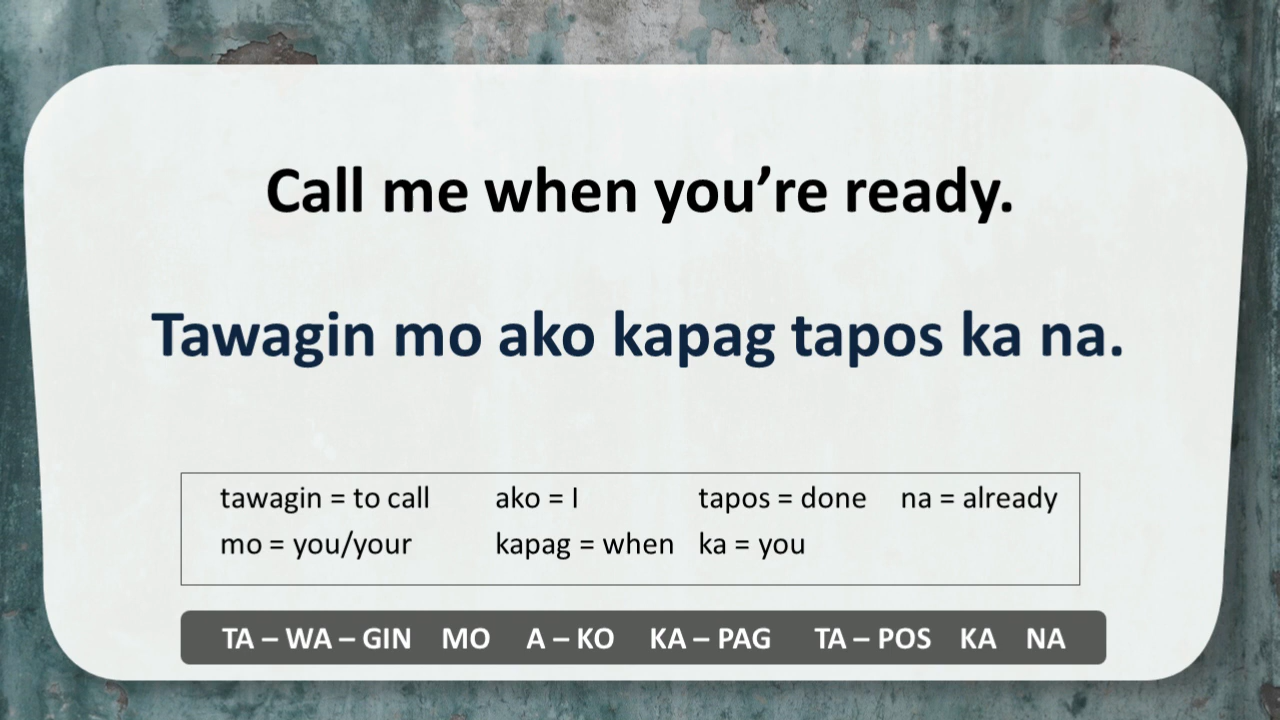 Call me when you’re ready.
Tawagin mo ako kapag tapos ka na.
tawagin = to call ako = I tapos = done na = already
mo = you/your kapag = when ka = you
TA – WA – GIN MO A – KO KA – PAG TA – POS KA NA